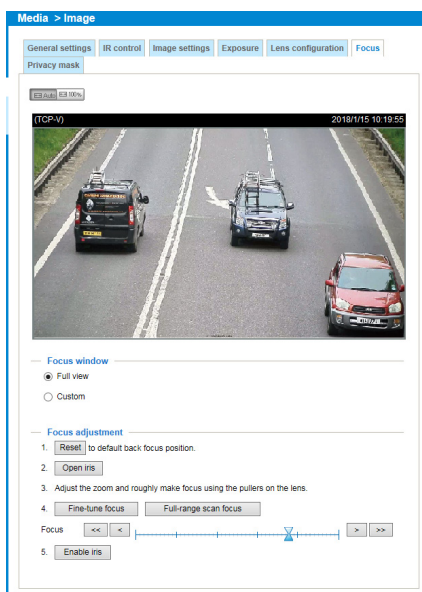 Media > Image
General settings IR control Image settings Exposure Lens configuration Focus
Privacy mask
Auto 100%
(TCP-V) 2018/1/15 10:19:55
Focus window
Full view
Custom
Focus adjustment
1. Reset to default back focus position.
2. Open iris
3. Adjust the zoom and roughly make focus using the pullers on the lens.
4. Fine-tune focus Full-range scan focus
Focus << < > >>
5. Enable iris